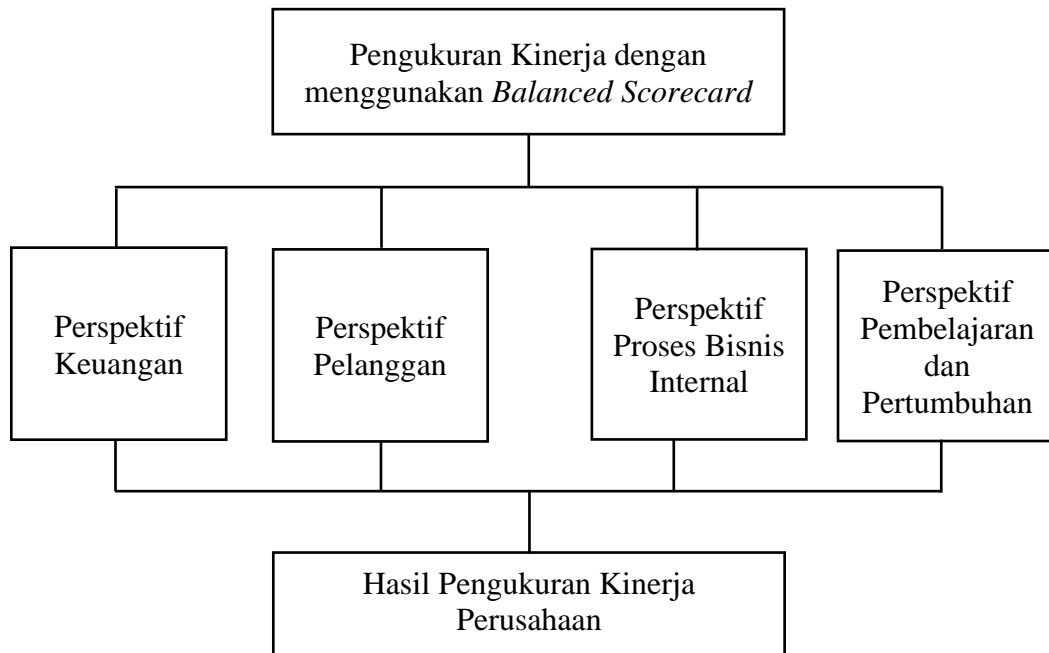 Pengukuran Kinerja dengan
menggunakan Balanced Scorecard
Perspektif
Keuangan
Perspektif
Pelanggan
Perspektif
Proses Bisnis
Internal
Perspektif
Pembelajaran
dan
Pertumbuhan
Hasil Pengukuran Kinerja
Perusahaan